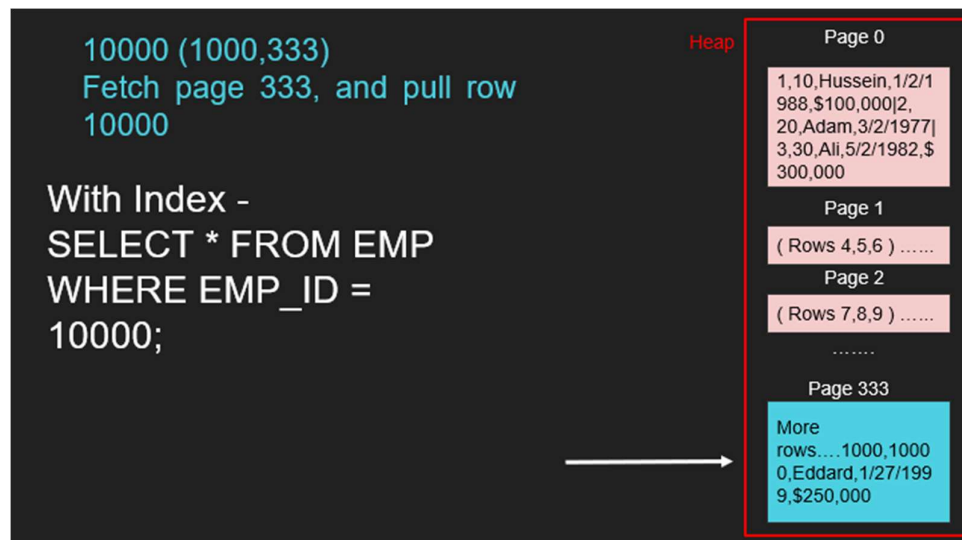 10000 (1000,333)
Fetch page 333, and pull row
10000
With Index -
SELECT * FROM EMP
WHERE EMP_ID =
10000;
Heap
Page 0
1,10,Hussein,1/2/1
988,$100,000|2,
20,Adam,3/2/1977|
3,30,Ali,5/2/1982,$
300,000
Page 1
( Rows 4,5,6 ) ......
Page 2
( Rows 7,8,9 ) ......
.......
Page 333
More
rows....1000,1000
0,Eddard,1/27/199
9,$250,000